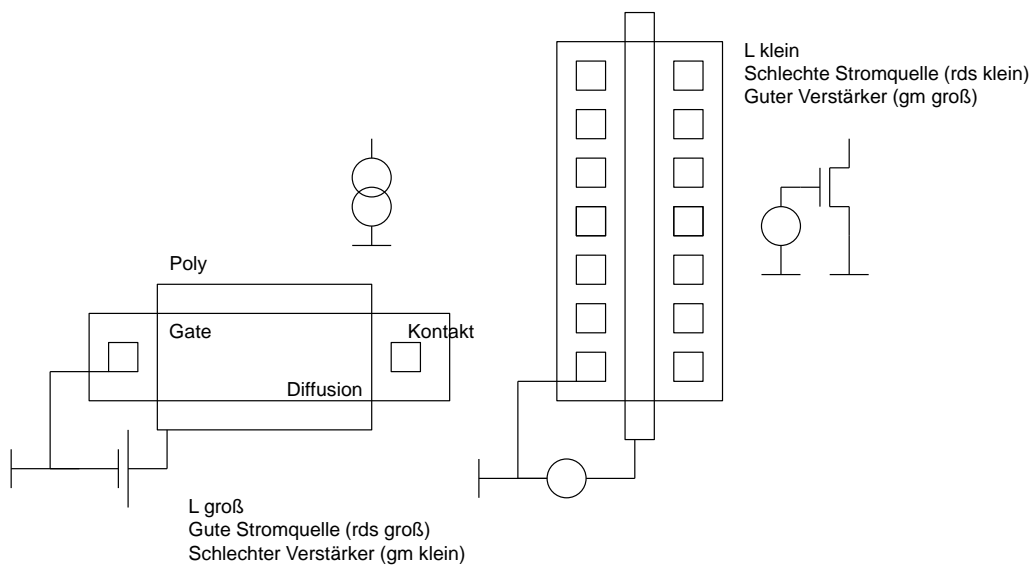 L klein
Schlechte Stromquelle (rds klein)
Guter Verstärker (gm groß)
Poly
Gate
Kontakt
Diffusion
L groß
Gute Stromquelle (rds groß)
Schlechter Verstärker (gm klein)